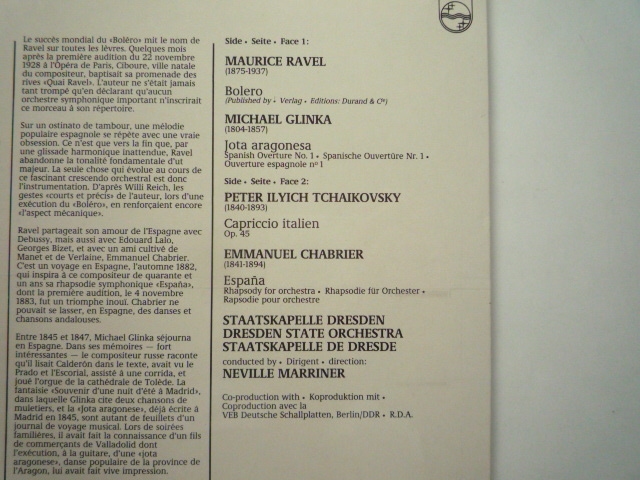 Le succès mondial du «Boléro» mit le nom de
Ravel sur toutes les lèvres. Quelques mois
après la première audition du 22 novembre
1928 à l'Opéra de Paris, Ciboure, ville natale
du compositeur, baptisait sa promenade des
rives «Quai Ravel». L'auteur ne s'était jamais
tant trompé qu'en déclarant qu'aucun
orchestre symphonique important n'inscrirait
ce morceau à son répertoire.
Sur un ostinato de tambour, une mélodie
populaire espagnole se répète avec une vraie
obsession. Ce n'est que vers la fin que, par
une glissade harmonique inattendue, Ravel
abandonne la tonalité fondamentale d'ut
majeur. La seule chose qui évolue au cours de
ce fascinant crescendo orchestral est donc
l'instrumentation. D'après Willi Reich, les
gestes «courts et précis» de l'auteur, lors d'une
exécution du «Boléro», en renforçaient encore
«l'aspect mécanique».
Ravel partageait son amour de l'Espagne avec
Debussy, mais aussi avec Edouard Lalo,
Georges Bizet, et avec un ami cultivé de
Manet et de Verlaine, Emmanuel Chabrier.
C'est un voyage en Espagne, l'automne 1882,
qui inspira à ce compositeur de quarante et
un ans sa rhapsodie symphonique «España»,
dont la première audition, le 4 novembre
1883, fut un triomphe inouï. Chabrier ne
pouvait se lasser, en Espagne, des danses et
chansons andalouses.
Entre 1845 et 1847, Michael Glinka séjourna
en Espagne. Dans ses mémoires — fort
intéressantes — le compositeur russe raconte
qu'il lisait Calderón dans le texte, avait vu le
Prado et l'Escorial, assisté à une corrida, et
joué l'orgue de la cathédrale de Tolède. La
fantaisie «Souvenir d'une nuit d'été à Madrid»,
dans laquelle Glinka cite deux chansons de
muletiers, et la «Jota aragonese», déjà écrite à
Madrid en 1845, sont autant de feuillets d'un
journal de voyage musical. Lors de soirées
familières, il avait fait la connaissance d'un fils
de commerçants de Valladolid dont
l'exécution, à la guitare, d'une «jota
aragonese», danse populaire de la province de
l'Aragon, lui avait fait vive impression.
Side • Seite • Face 1:
MAURICE RAVEL
(1875-1937)
Bolero
(Published by • Verlag • Editions: Durand & Cie)
MICHAEL GLINKA
(1804-1857)
Jota aragonesa
Spanish Overture No. 1 • Spanische Ouvertüre Nr. 1 •
Ouverture espagnole nº 1
Side • Seite • Face 2:
PETER ILYICH TCHAIKOVSKY
(1840-1893)
Capriccio italien
Op. 45
EMMANUEL CHABRIER
(1841-1894)
España
Rhapsody for orchestra • Rhapsodie für Orchester •
Rapsodie pour orchestre
STAATSKAPELLE DRESDEN
DRESDEN STATE ORCHESTRA
STAATSKAPELLE DE DRESDE
conducted by • Dirigent • direction:
NEVILLE MARRINER
Co-production with • Koproduktion mit •
Coproduction avec la
VEB Deutsche Schallplatten, Berlin/DDR • R.D.A.